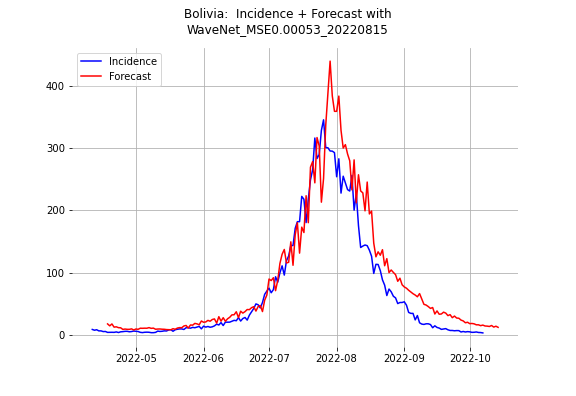 Bolivia:  Incidence + Forecast with
WaveNet_MSE0.00053_20220815
Incidence
Forecast
400
300
200
100
0
2022-05
2022-06
2022-07
2022-08
2022-09
2022-10